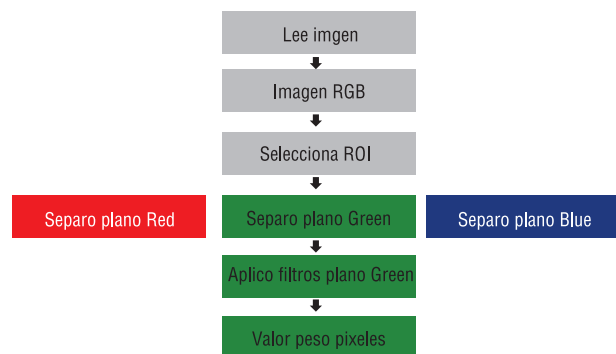 Lee imgen
Imagen RGB
Selecciona ROI
Separo plano Red
Separo plano Green
Separo plano Blue
Aplico filtros plano Green
Valor peso pixeles